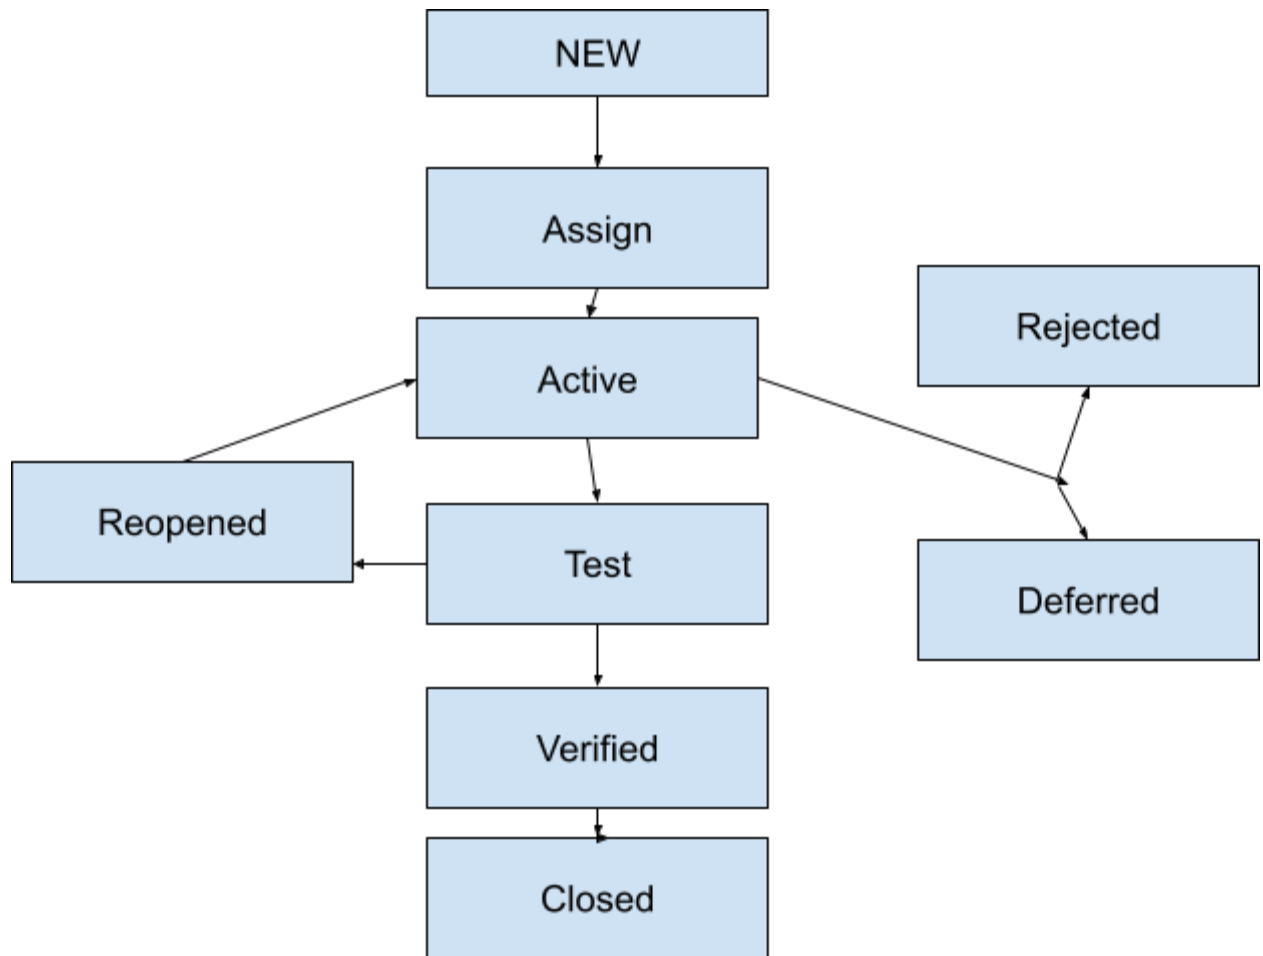 NEW
Assign
Rejected
Active
Reopened
Test
Deferred
Verified
Closed